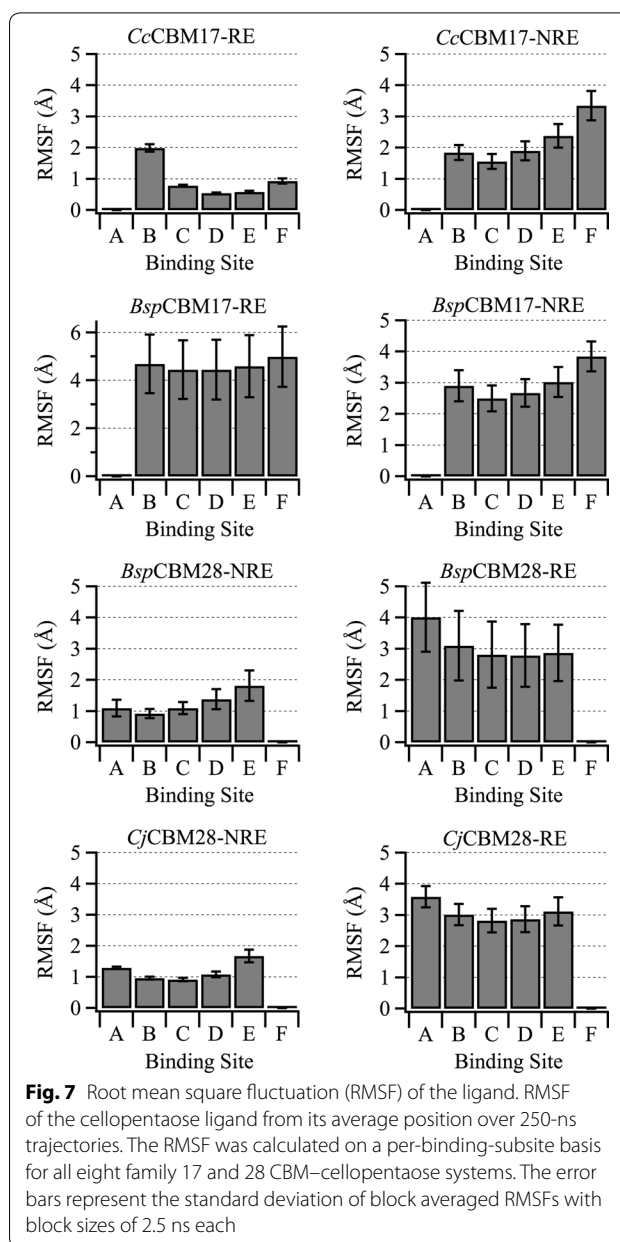 CcCBM17-RE
RMSF (Å)
5
4
3
2
1
0
A B C D E F
Binding Site
CcCBM17-NRE
RMSF (Å)
5
4
3
2
1
0
A B C D E F
Binding Site
BspCBM17-RE
RMSF (Å)
6
4
2
0
A B C D E F
Binding Site
BspCBM17-NRE
RMSF (Å)
5
4
3
2
1
0
A B C D E F
Binding Site
BspCBM28-NRE
RMSF (Å)
5
4
3
2
1
0
A B C D E F
Binding Site
BspCBM28-RE
RMSF (Å)
5
4
3
2
1
0
A B C D E F
Binding Site
CjCBM28-NRE
RMSF (Å)
5
4
3
2
1
0
A B C D E F
Binding Site
CjCBM28-RE
RMSF (Å)
5
4
3
2
1
0
A B C D E F
Binding Site
Fig. 7 Root mean square fluctuation (RMSF) of the ligand. RMSF
of the cellopentaose ligand from its average position over 250-ns
trajectories. The RMSF was calculated on a per-binding-subsite basis
for all eight family 17 and 28 CBM–cellopentaose systems. The error
bars represent the standard deviation of block averaged RMSFs with
block sizes of 2.5 ns each